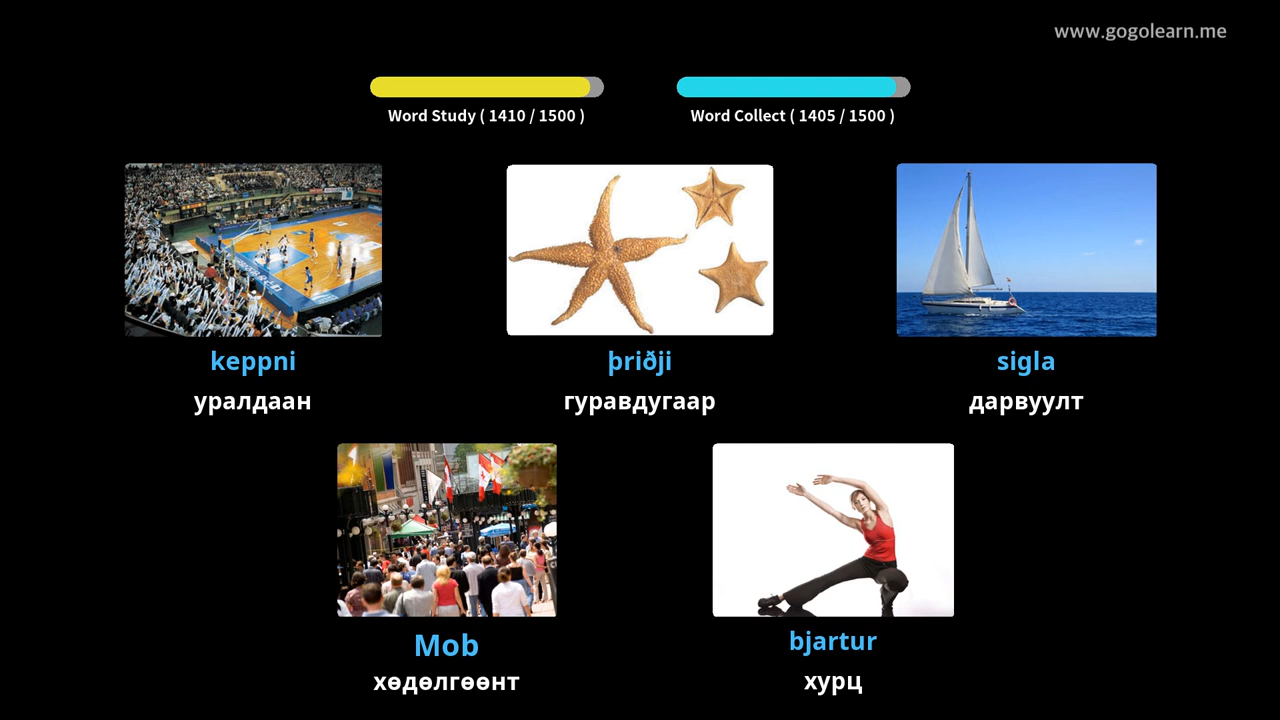 www.gogolearn.me
Word Study ( 1410 / 1500 )
Word Collect ( 1405 / 1500 )
keppni
þriðji
sigla
уралдаан
гуравдугаар
дарвуулт
Mob
bjartur
хөдөлгөөнт
хурц